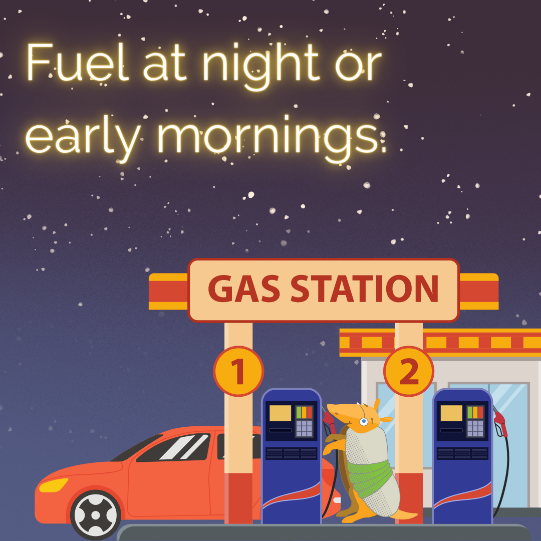 Fuel at night or
early mornings.
GAS STATION
1
2